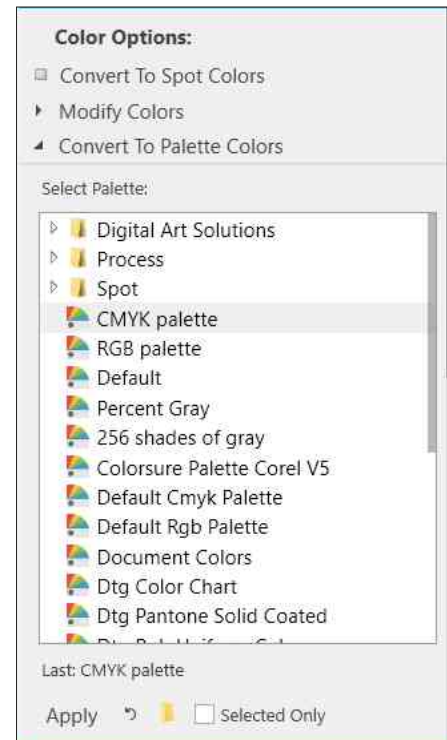 Color Options:
Convert To Spot Colors
Modify Colors
Convert To Palette Colors
Select Palette:
Digital Art Solutions
Process
Spot
CMYK palette
RGB palette
Default
Percent Gray
256 shades of gray
Colorsure Palette Corel V5
Default Cmyk Palette
Default Rgb Palette
Document Colors
Dtg Color Chart
Dtg Pantone Solid Coated
Last: CMYK palette
Apply Selected Only